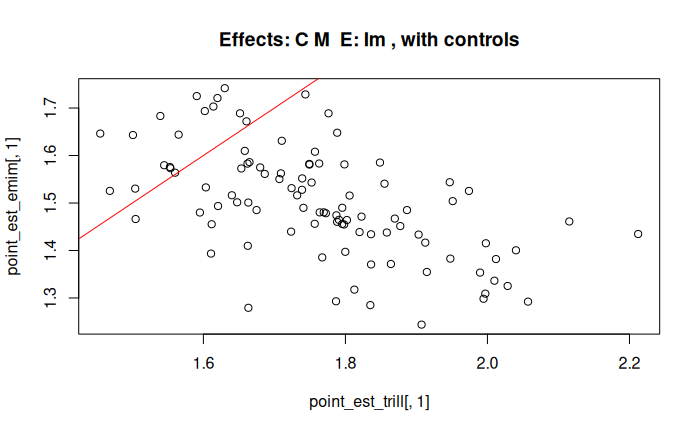 Effects: C M  E: Im , with controls
point_est_emim[, 1]
1.7
1.6
1.5
1.4
1.3
1.6 1.8 2.0 2.2
point_est_trill[, 1]